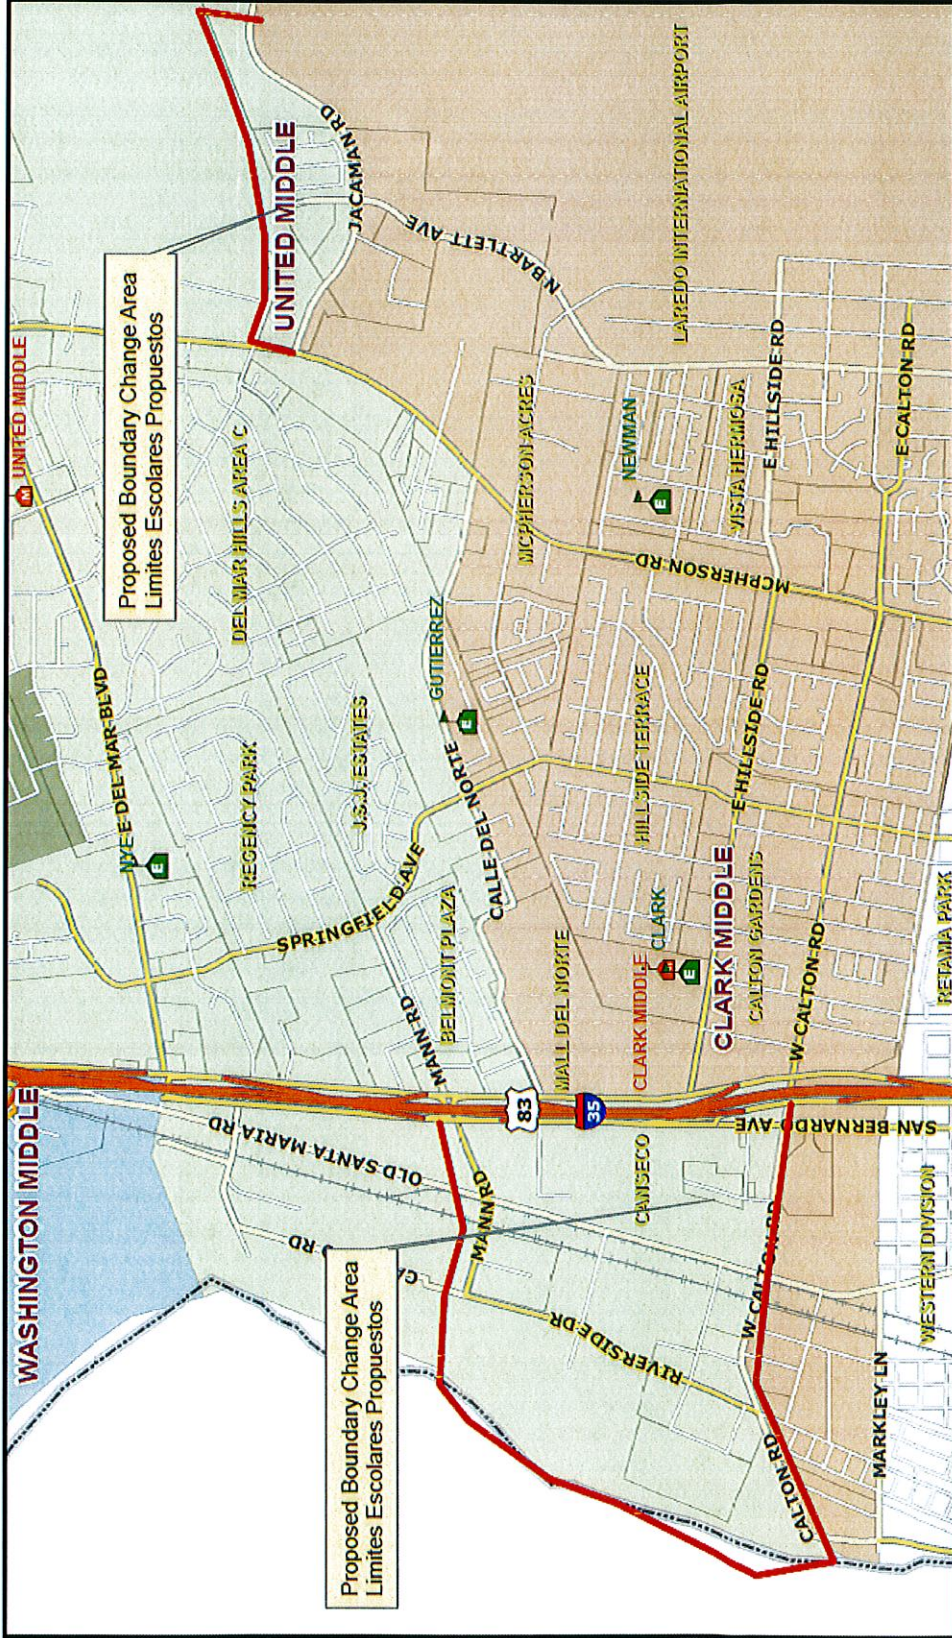 WASHINGTON MIDDLE
UNITED MIDDLE
NYE E DEL MAR BLVD
Proposed Boundary Change Area
Limites Escolares Propuestos
OLD SANTA MARIA RD
SPRINGFIELD AVE
REGENCY PARK
DEL MAR HILLS AREA C
UNITED MIDDLE
JACAMAN RD
J.S.J. ESTATES
RD
Proposed Boundary Change Area
Limites Escolares Propuestos
MANN RD
MANN RD
BELMONT PLAZA
CALLE DEL NORTE
GUTIERREZ
E
E
N BARTLETT AVE
MCPHERSON ACRES
83
35
MALL DEL NORTE
RIVERSIDE DR
CANSECO
CLARK MIDDLE
CLARK
E
HILLSIDE TERRACE
MCPHERSON RD
NEWMAN
E
LAREDO INTERNATIONAL AIRPORT
CLARK MIDDLE
E HILLSIDE RD
VISTA HERMOSA
E HILLSIDE RD
CALTON GARDENS
W CALTON RD
W CALTON RD
SAN BERNARDO AVE
CALTON RD
MARKLEY LN
WESTERN DIVISION
RETAMA PARK
E CALTON RD
M